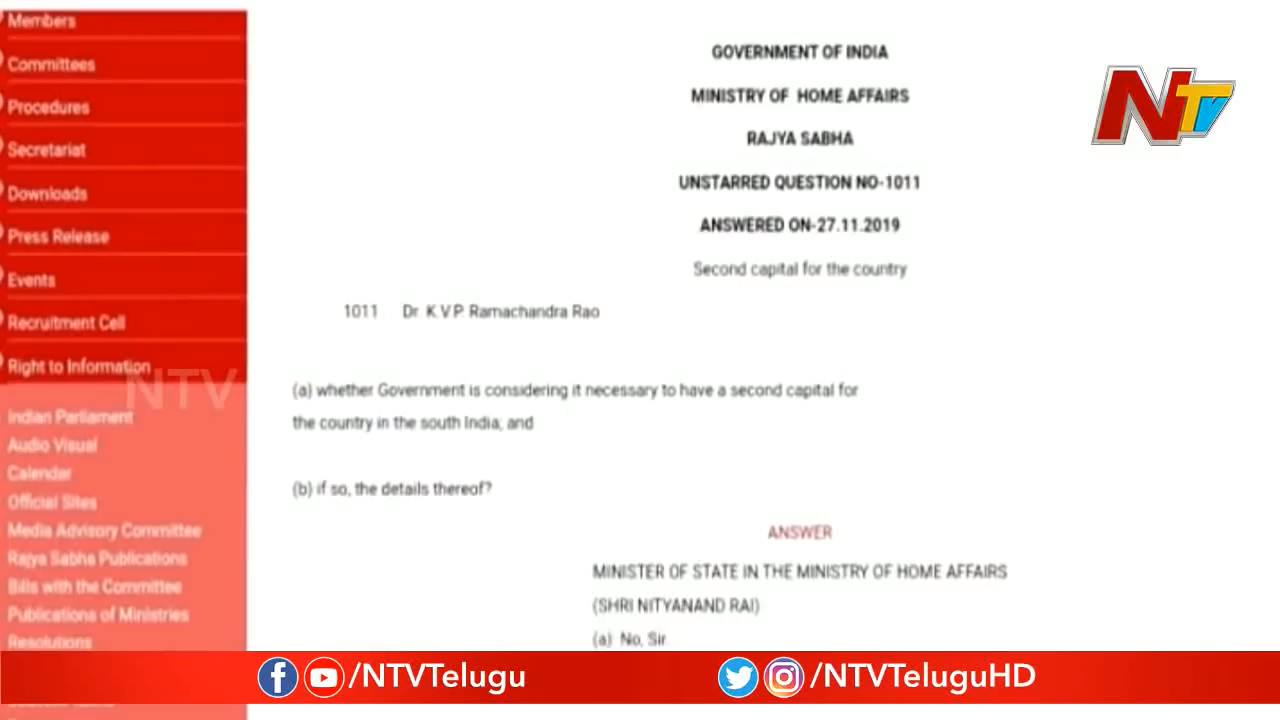 Members
Committees
Procedures
Secretariat
Downloads
Press Release
Events
Recruitment Cell
Right to Information
Indian Parliament
Audio Visual
Calendar
Official Sites
Media Advisory Committee
Rajya Sabha Publications
Bills with the Committee
Publications of Ministries
Resolutions
NTV
GOVERNMENT OF INDIA
MINISTRY OF HOME AFFAIRS
RAJYA SABHA
UNSTARRED QUESTION NO-1011
ANSWERED ON-27.11.2019
Second capital for the country
1011 Dr. K.V.P. Ramachandra Rao
(a) whether Government is considering it necessary to have a second capital for
the country in the south India; and
(b) if so, the details thereof?
ANSWER
MINISTER OF STATE IN THE MINISTRY OF HOME AFFAIRS
(SHRI NITYANAND RAI)
(a) No, Sir.
NTV
/NTVTelugu
/NTVTeluguHD